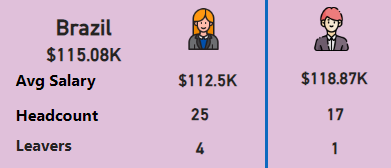 Brazil
$115.08K
Avg Salary $112.5K $118.87K
Headcount 25 17
Leavers 4 1